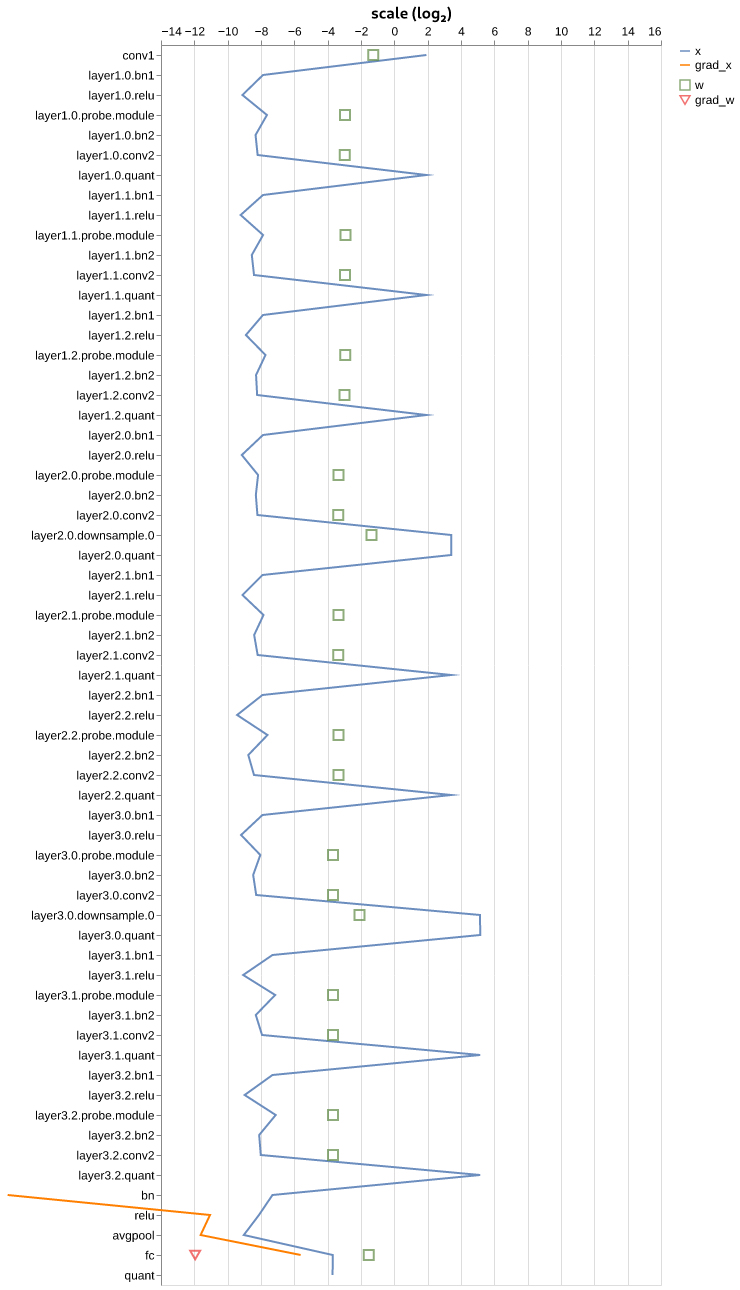 scale (log₂)
−14 −12 −10 −8 −6 −4 −2 0 2 4 6 8 10 12 14 16
x
grad_x
w
grad_w
conv1
layer1.0.bn1
layer1.0.relu
layer1.0.probe.module
layer1.0.bn2
layer1.0.conv2
layer1.0.quant
layer1.1.bn1
layer1.1.relu
layer1.1.probe.module
layer1.1.bn2
layer1.1.conv2
layer1.1.quant
layer1.2.bn1
layer1.2.relu
layer1.2.probe.module
layer1.2.bn2
layer1.2.conv2
layer1.2.quant
layer2.0.bn1
layer2.0.relu
layer2.0.probe.module
layer2.0.bn2
layer2.0.conv2
layer2.0.downsample.0
layer2.0.quant
layer2.1.bn1
layer2.1.relu
layer2.1.probe.module
layer2.1.bn2
layer2.1.conv2
layer2.1.quant
layer2.2.bn1
layer2.2.relu
layer2.2.probe.module
layer2.2.bn2
layer2.2.conv2
layer2.2.quant
layer3.0.bn1
layer3.0.relu
layer3.0.probe.module
layer3.0.bn2
layer3.0.conv2
layer3.0.downsample.0
layer3.0.quant
layer3.1.bn1
layer3.1.relu
layer3.1.probe.module
layer3.1.bn2
layer3.1.conv2
layer3.1.quant
layer3.2.bn1
layer3.2.relu
layer3.2.probe.module
layer3.2.bn2
layer3.2.conv2
layer3.2.quant
bn
relu
avgpool
fc
quant